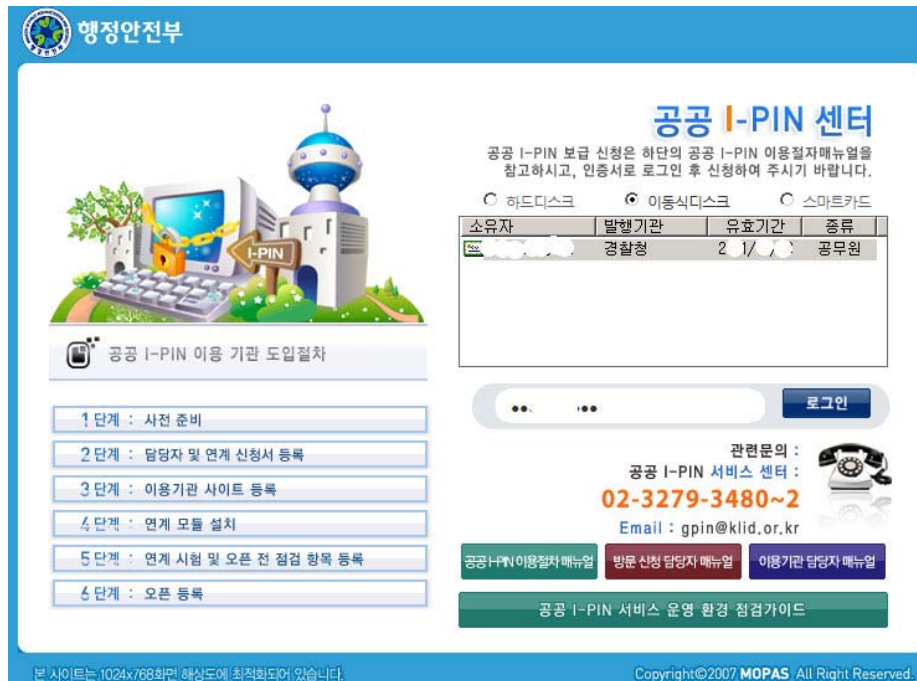 행정안전부
공공 I-PIN 센터
공공 I-PIN 보급 신청은 하단의 공공 I-PIN 이용절자매뉴얼을
참고하시고, 인증서로 로그인 후 신청하여 주시기 바랍니다.
하드디스크 이동식디스크 스마트카드
소유자 발행기관 유효기간 종류
경찰청 공무원
I-PIN
공공 I-PIN 이용 기관 도입절차
로그인
1 단계 : 사전 준비
2 단계 : 담당자 및 연계 신청서 등록
3 단계 : 이용기관 사이트 등록
4 단계 : 연계 모듈 설치
5 단계 : 연계 시험 및 오픈 전 점검 항목 등록
6 단계 : 오픈 등록
관련문의 :
공공 I-PIN 서비스 센터 :
02-3279-3480~2
Email : gpin@klid.or.kr
공공 I-PIN 이용절차 매뉴얼 방문 신청 담당자 매뉴얼 이용기관 담당자 매뉴얼
공공 I-PIN 서비스 운영 환경 점검가이드
본 사이트는 1024x768화면 해상도에 최적화되어 있습니다.
Copyright©2007 MOPAS All Right Reserved.